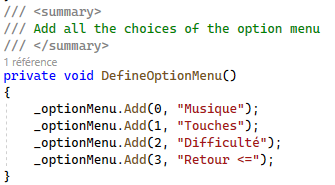 /// <summary>
/// Add all the choices of the option menu
/// </summary>
1 référence
private void DefineOptionMenu()
{
_optionMenu.Add(0, "Musique");
_optionMenu.Add(1, "Touches");
_optionMenu.Add(2, "Difficulté");
_optionMenu.Add(3, "Retour <=");
}